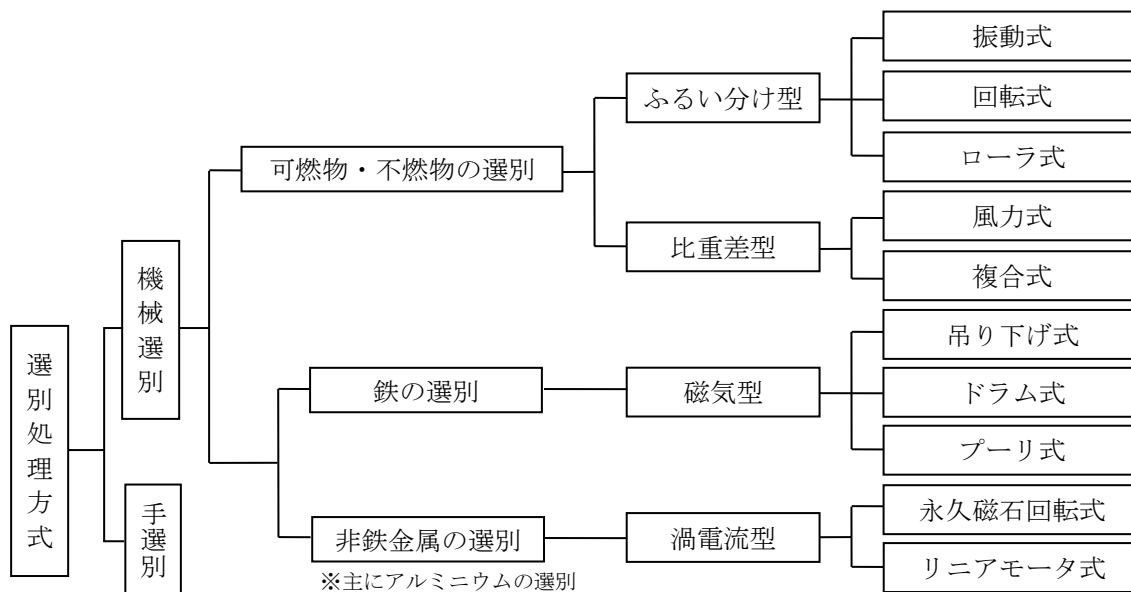 選別処理方式
機械選別
手選別
可燃物・不燃物の選別
ふるい分け型
振動式
回転式
ローラ式
比重差型
風力式
複合式
鉄の選別
磁気型
吊り下げ式
ドラム式
プーリ式
非鉄金属の選別
※主にアルミニウムの選別
渦電流型
永久磁石回転式
リニアモータ式